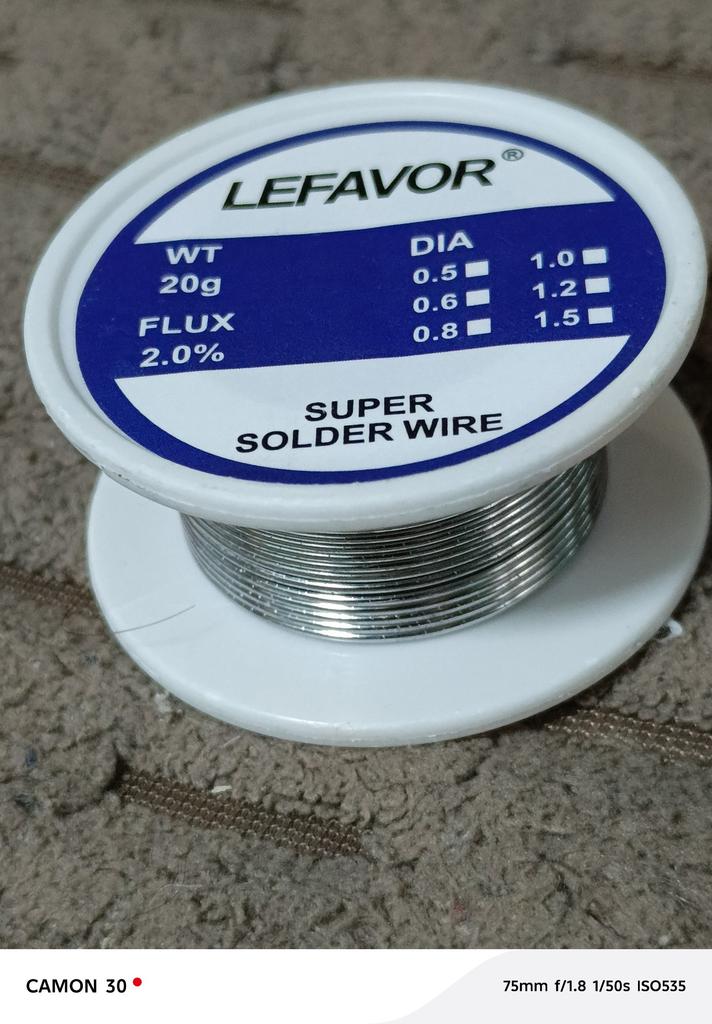 LEFAVOR®
WT
20g
FLUX
2.0%
DIA
0.5
0.6
0.8
1.0
1.2
1.5
SUPER
SOLDER WIRE
CAMON 30
75mm f/1.8 1/50s ISO535